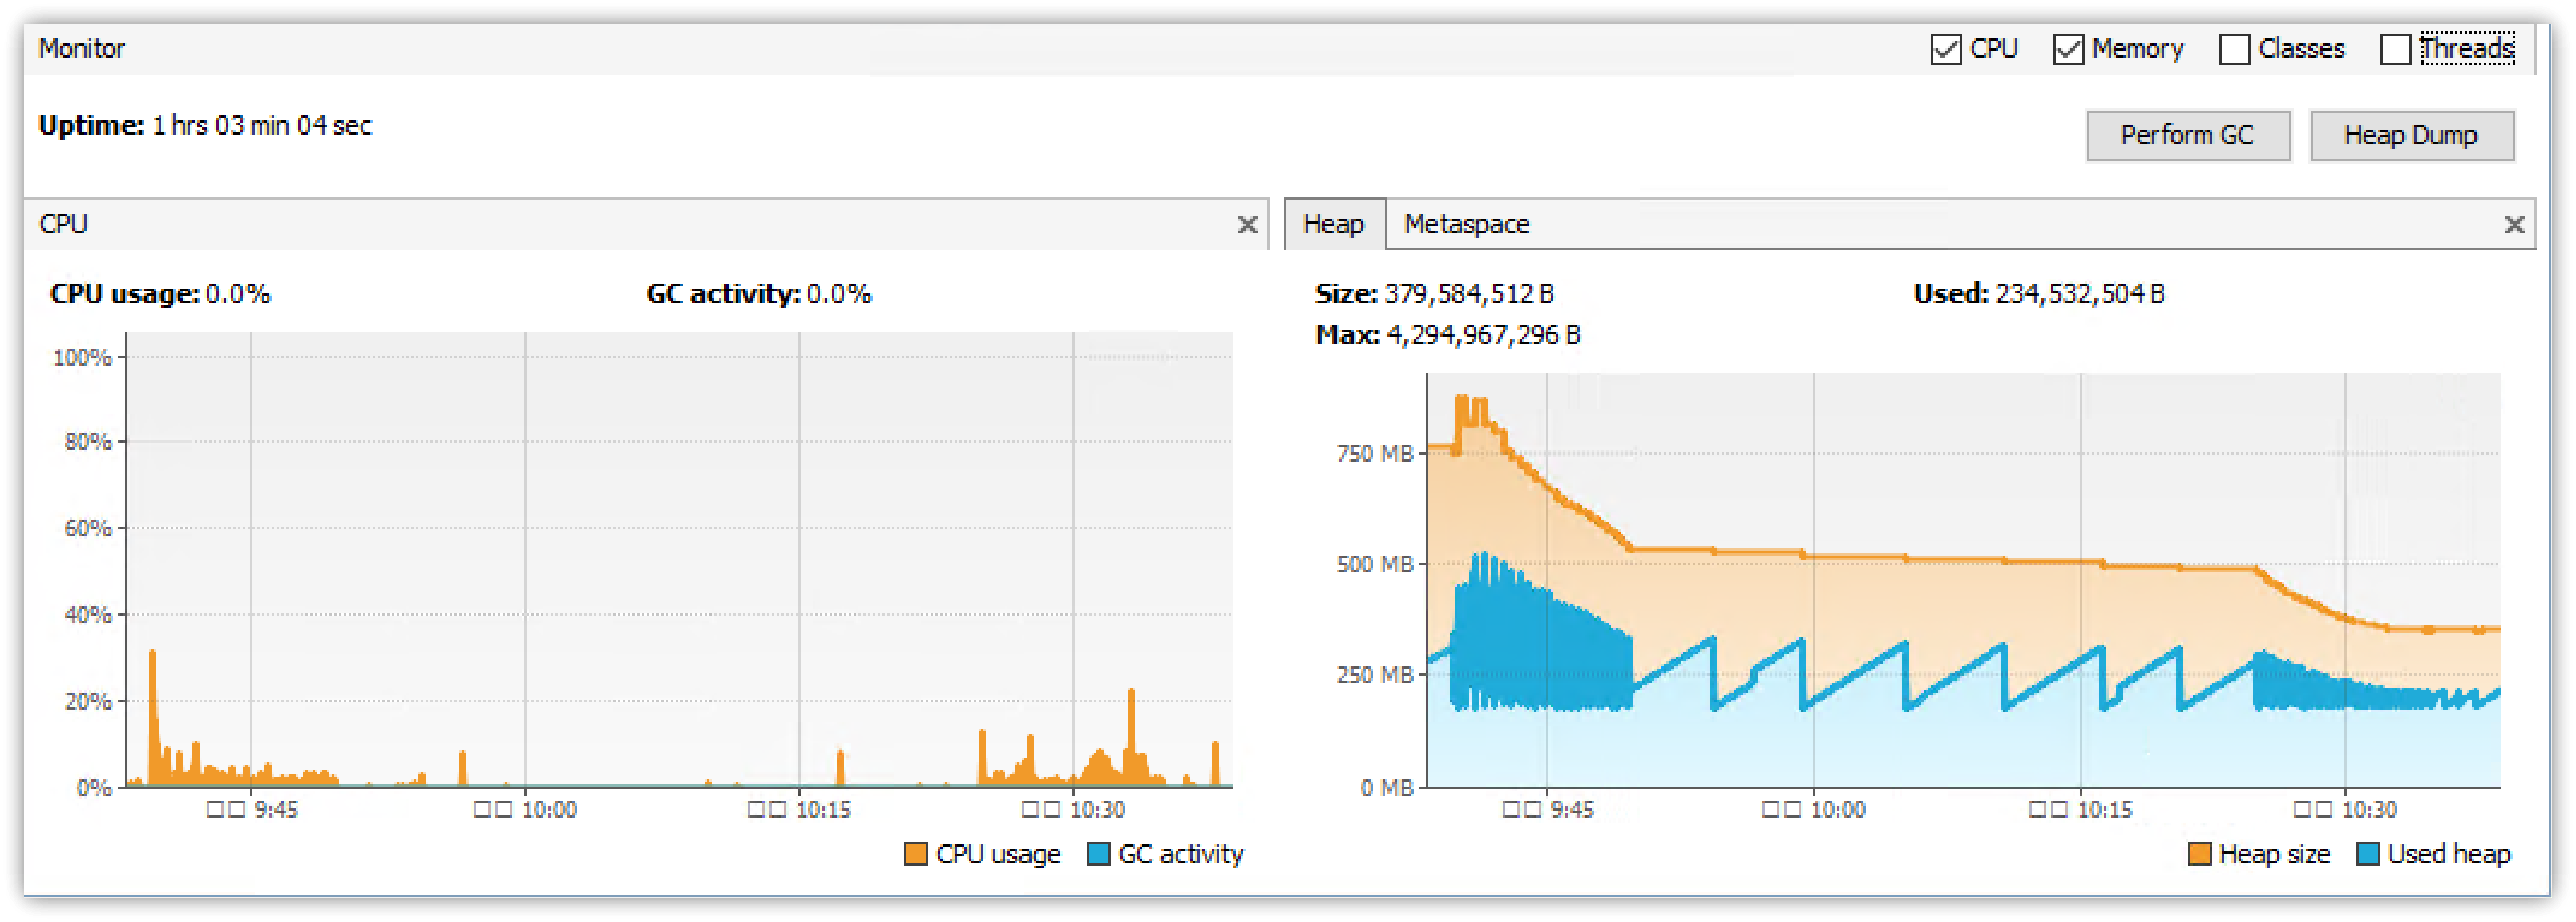 Monitor
CPU Memory Classes Threads
Uptime: 1 hrs 03 min 04 sec
Perform GC Heap Dump
CPU
Heap Metaspace
CPU usage: 0.0% GC activity: 0.0%
Size: 379,584,512 B Used: 234,532,504 B
Max: 4,294,967,296 B
100%
80%
60%
40%
20%
0%
□□ 9:45 □□ 10:00 □□ 10:15 □□ 10:30
CPU usage GC activity
750 MB
500 MB
250 MB
0 MB
□□ 9:45 □□ 10:00 □□ 10:15 □□ 10:30
Heap size Used heap